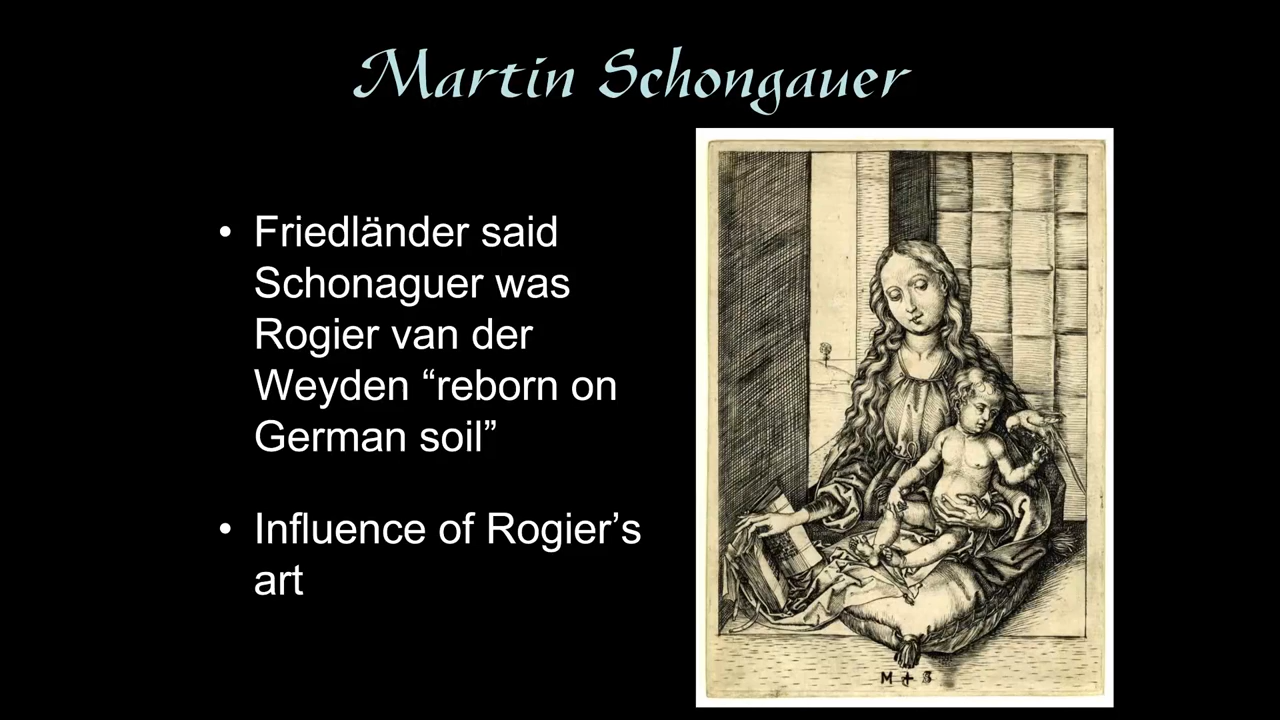 Martin Schongauer
• Friedländer said
Schonaguer was
Rogier van der
Weyden “reborn on
German soil”
• Influence of Rogier’s
art
M + S